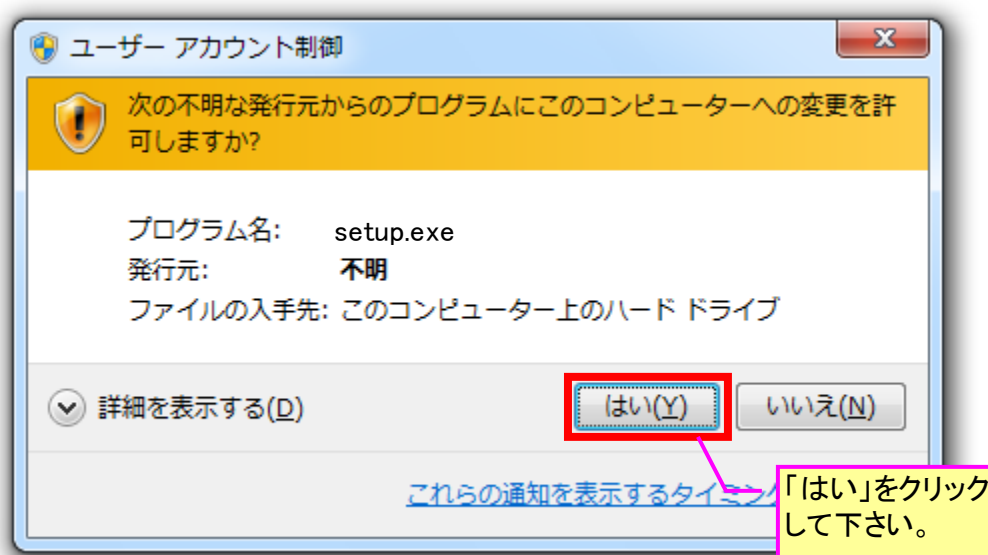 ユーザー アカウント制御
次の不明な発行元からのプログラムにこのコンピューターへの変更を許
可しますか?
プログラム名: setup.exe
発行元: 不明
ファイルの入手先: このコンピューター上のハード ドライブ
詳細を表示する(D)
はい(Y)
いいえ(N)
これらの通知を表示するタイミング
「はい」をクリック
して下さい。